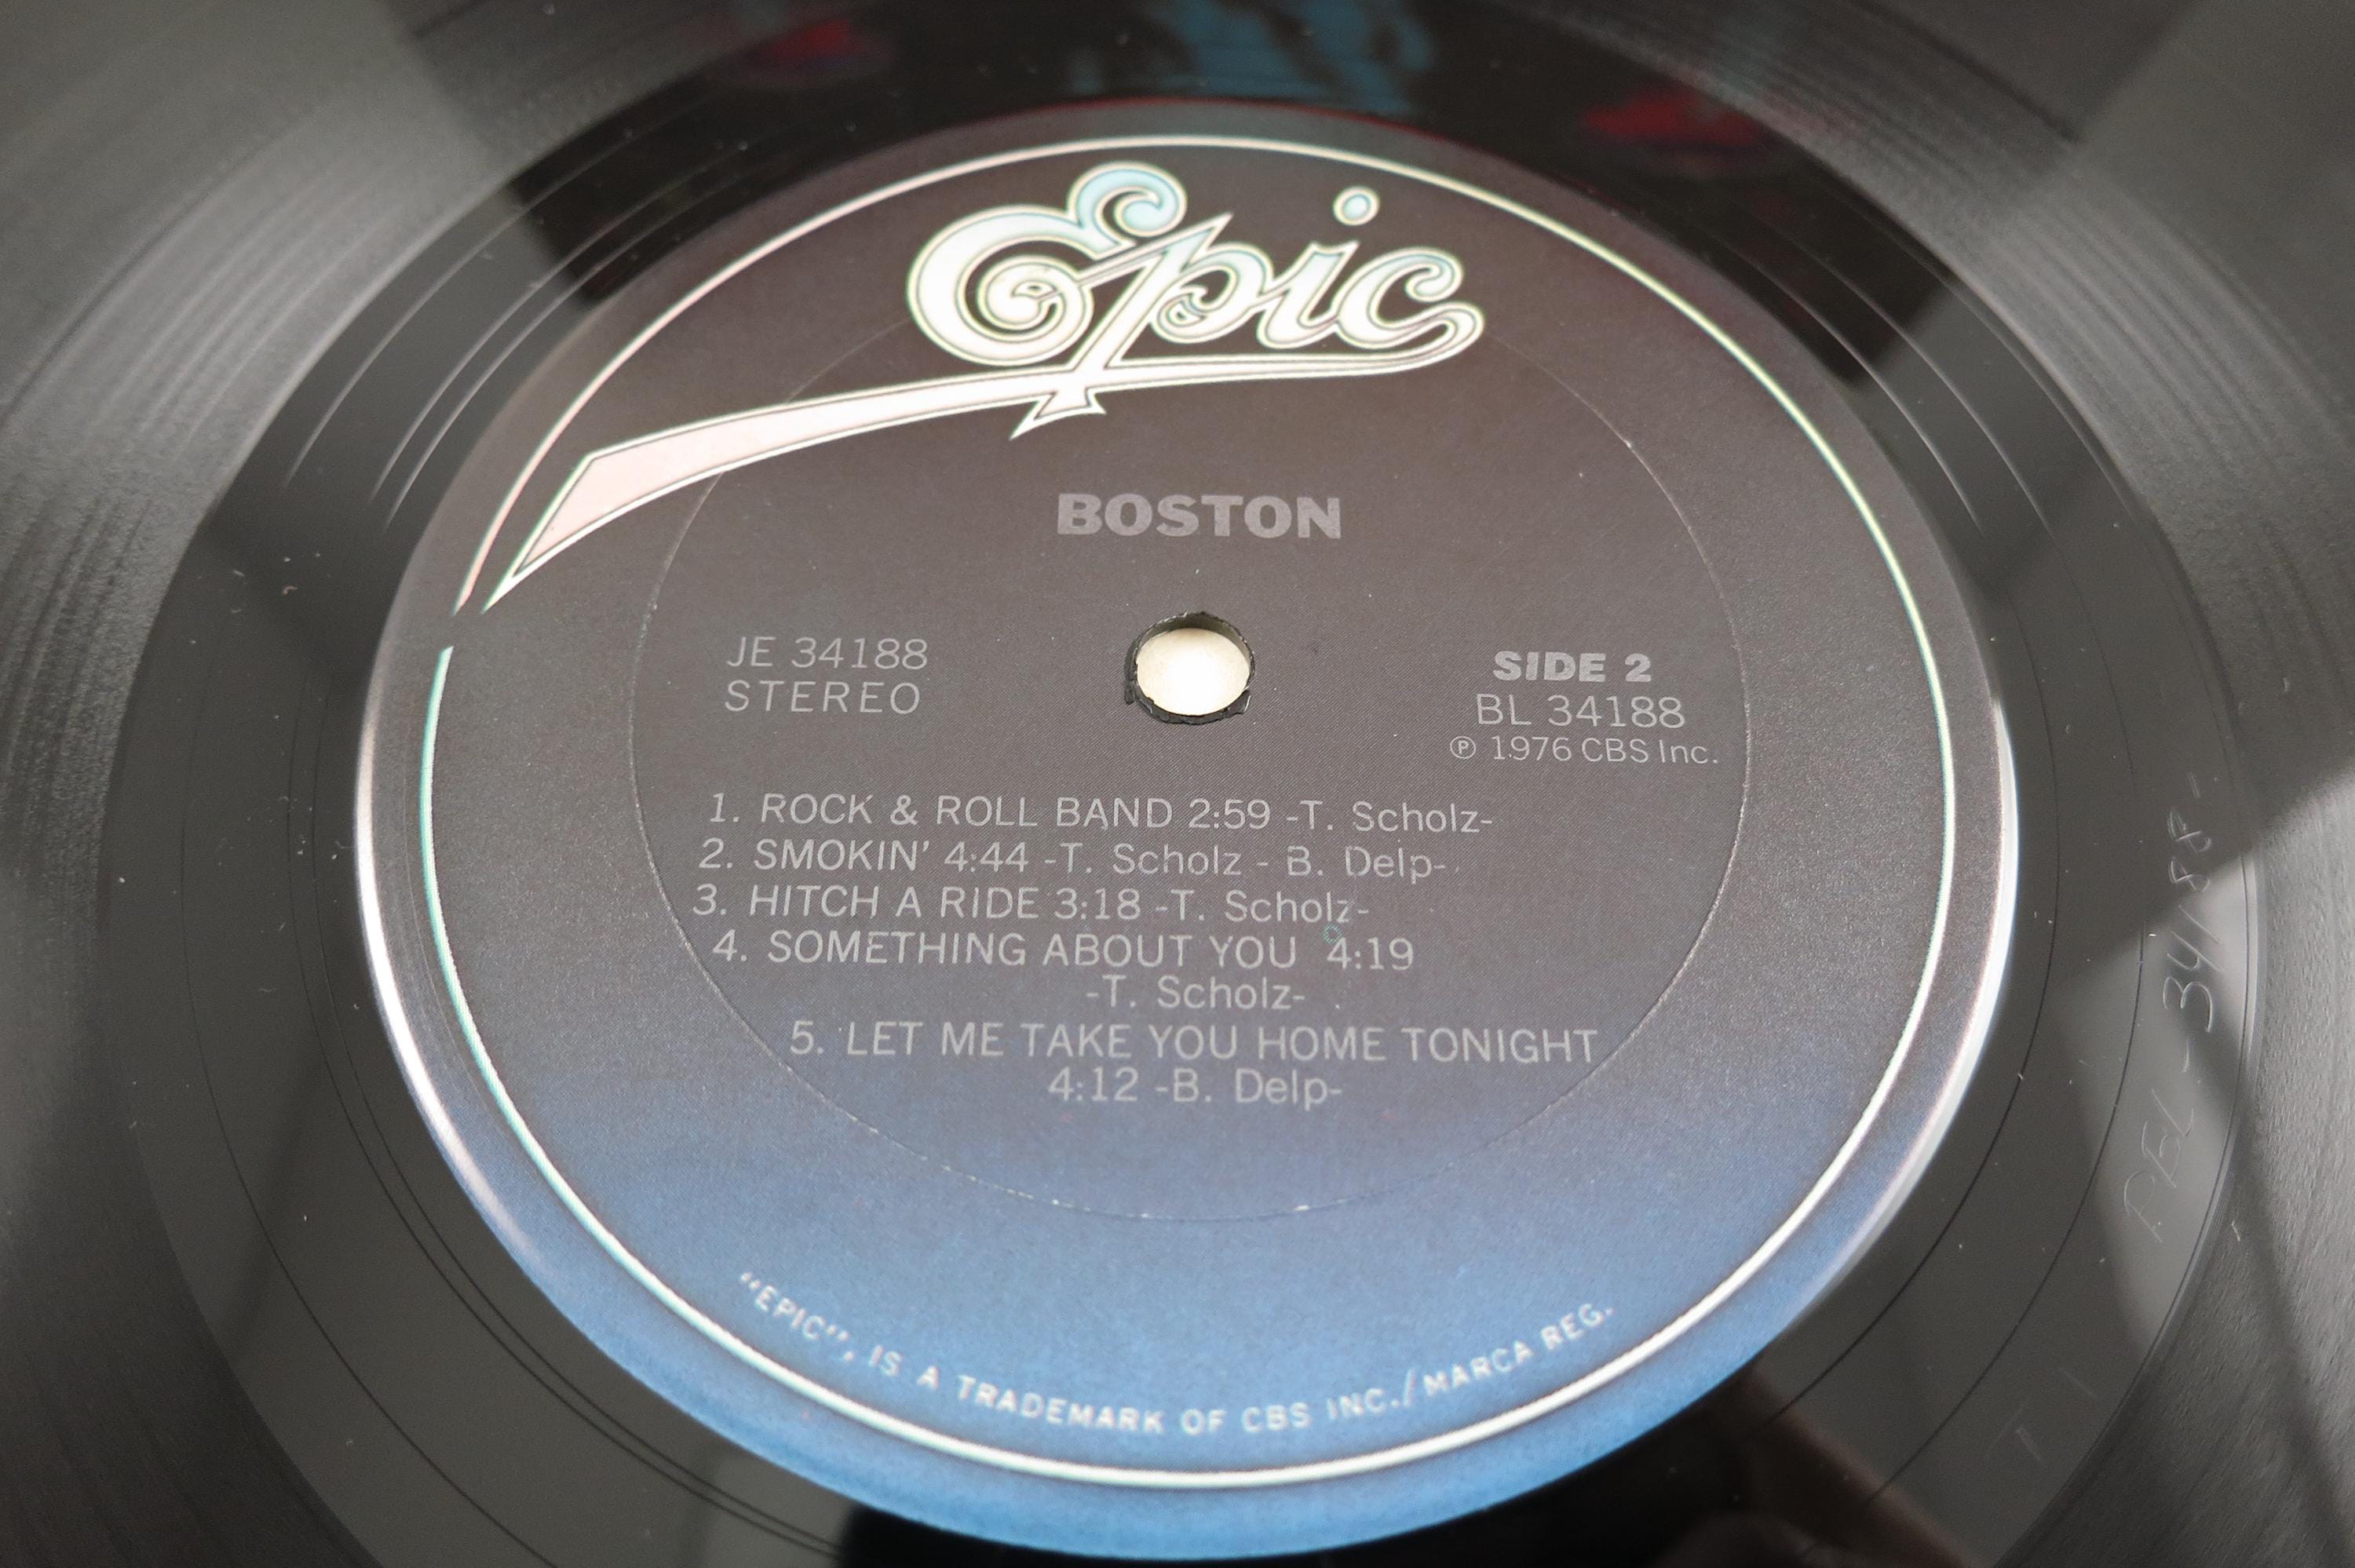 Epic
BOSTON
JE 34188
STEREO
SIDE 2
BL 34188
℗ 1976 CBS Inc.
1. ROCK & ROLL BAND 2:59 -T. Scholz-
2. SMOKIN' 4:44 -T. Scholz - B. Delp-
3. HITCH A RIDE 3:18 -T. Scholz-
4. SOMETHING ABOUT YOU 4:19
-T. Scholz-
5. LET ME TAKE YOU HOME TONIGHT
4:12 -B. Delp-
"EPIC", IS A TRADEMARK OF CBS INC./MARCA REG.
34188-